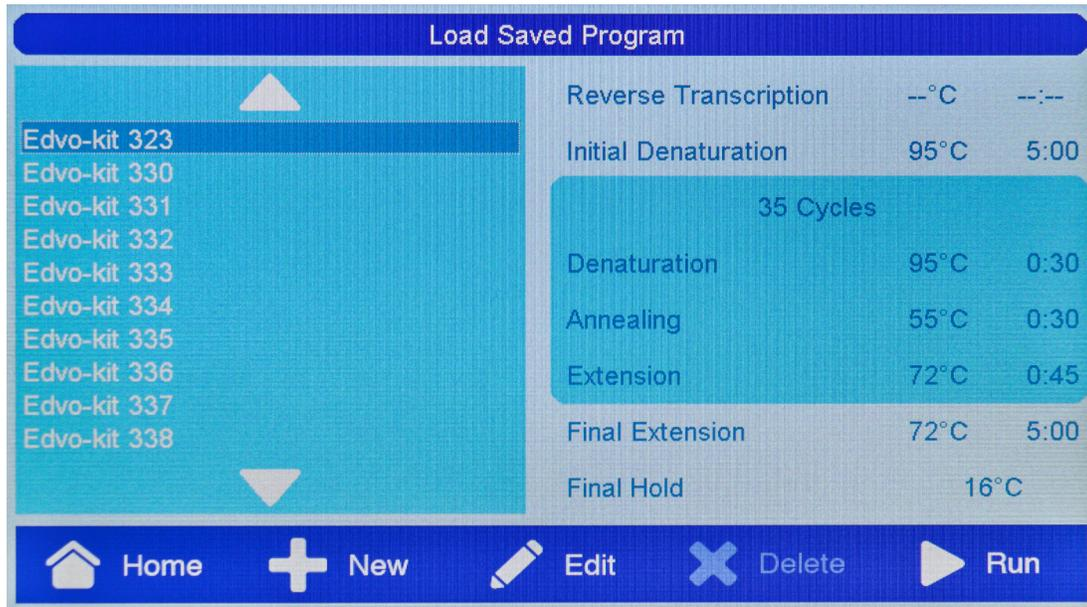 Load Saved Program
Edvo-kit 323
Edvo-kit 330
Edvo-kit 331
Edvo-kit 332
Edvo-kit 333
Edvo-kit 334
Edvo-kit 335
Edvo-kit 336
Edvo-kit 337
Edvo-kit 338
Reverse Transcription --°C --:--
Initial Denaturation 95°C 5:00
35 Cycles
Denaturation 95°C 0:30
Annealing 55°C 0:30
Extension 72°C 0:45
Final Extension 72°C 5:00
Final Hold 16°C
Home New Edit Delete Run